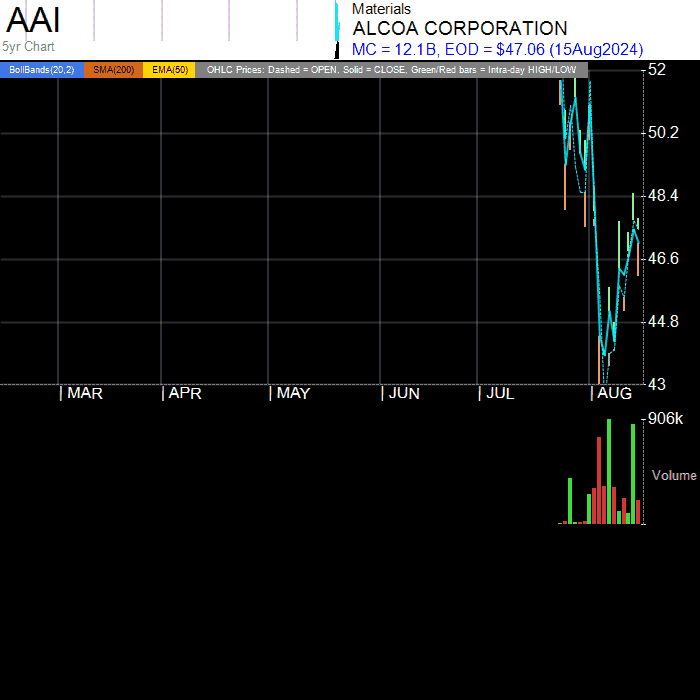 AAI
5yr Chart
Materials
ALCOA CORPORATION
MC = 12.1B, EOD = $47.06 (15Aug2024)
BollBands(20,2) SMA(200) EMA(50) OHLC Prices: Dashed = OPEN, Solid = CLOSE, Green/Red bars = Intra-day HIGH/LOW
52
50.2
48.4
46.6
44.8
43
| MAR | APR | MAY | JUN | JUL | AUG
906k
Volume